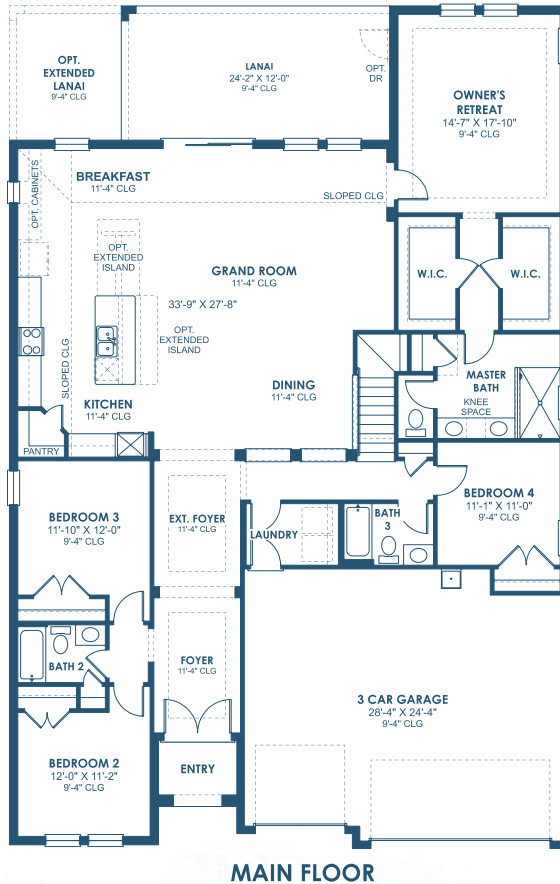 OPT.
EXTENDED
LANAI
9'-4" CLG
LANAI
24'-2" X 12'-0"
9'-4" CLG
OPT.
DR
OWNER'S
RETREAT
14'-7" X 17'-10"
9'-4" CLG
BREAKFAST
11'-4" CLG
OPT. CABINETS
SLOPED CLG
OPT.
EXTENDED
ISLAND
GRAND ROOM
11'-4" CLG
33'-9" X 27'-8"
W.I.C.
W.I.C.
OPT.
EXTENDED
ISLAND
SLOPED CLG
KITCHEN
11'-4" CLG
DINING
11'-4" CLG
MASTER
BATH
KNEE
SPACE
PANTRY
BEDROOM 3
11'-10" X 12'-0"
9'-4" CLG
EXT. FOYER
11'-4" CLG
LAUNDRY
BATH
3
BEDROOM 4
11'-1" X 11'-0"
9'-4" CLG
BATH 2
FOYER
11'-4" CLG
3 CAR GARAGE
28'-4" X 24'-4"
9'-4" CLG
BEDROOM 2
12'-0" X 11'-2"
9'-4" CLG
ENTRY
MAIN FLOOR